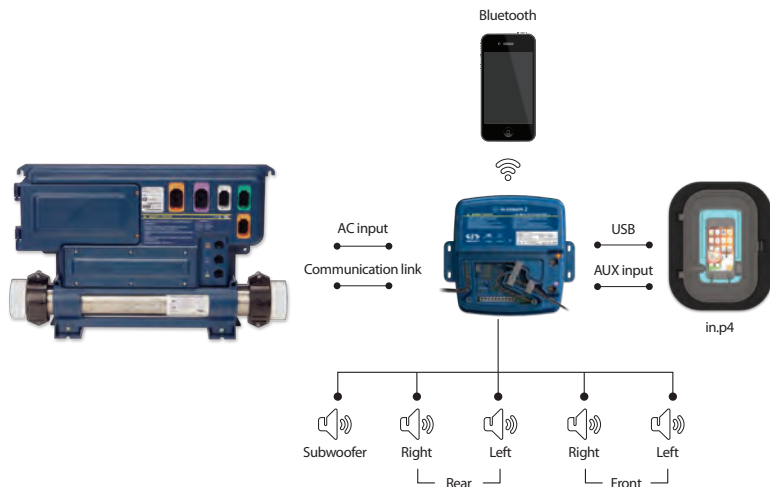 Bluetooth
AC input
Communication link
USB
AUX input
in.p4
Subwoofer
Right
Left
Right
Left
Rear
Front